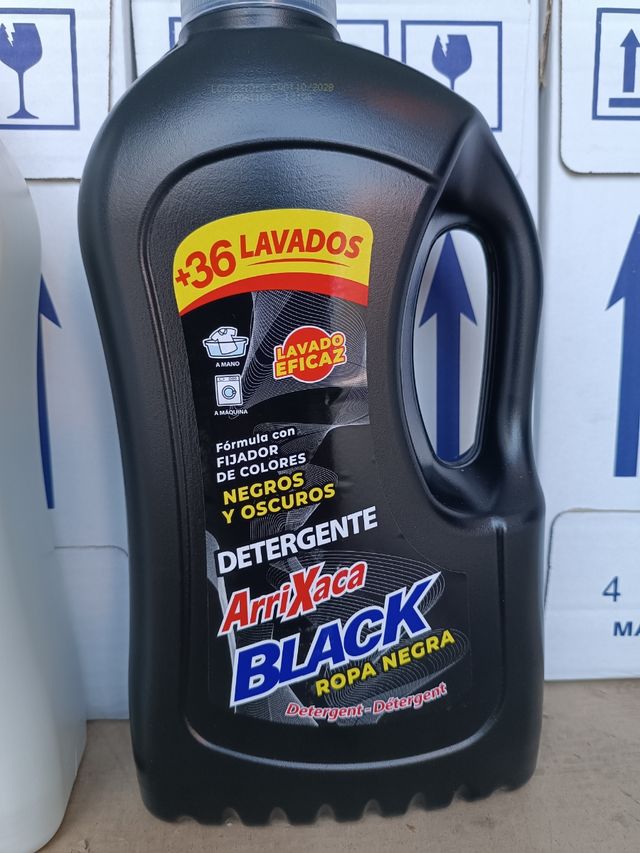 +36 LAVADOS
LAVADO
EFICAZ
A MANO
A MÁQUINA
Fórmula con
FIJADOR
DE COLORES
NEGROS
Y OSCUROS
DETERGENTE
ArriXaca
BLACK
ROPA NEGRA
Detergent - Détergent
4